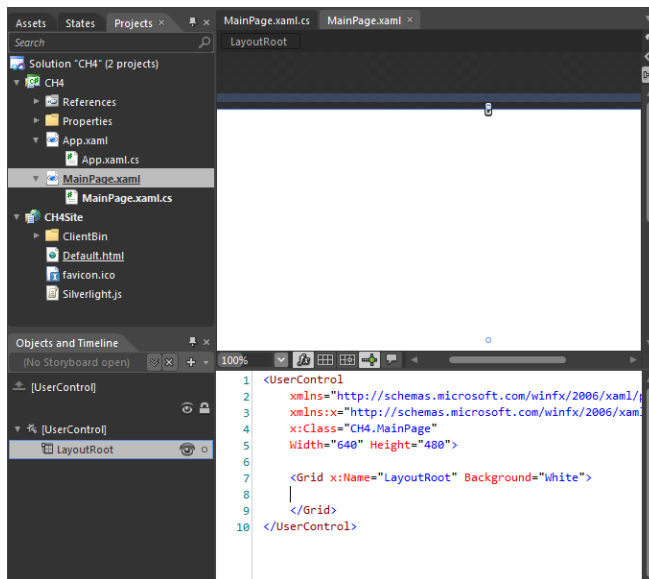 Assets States Projects ×
Search
Solution "CH4" (2 projects)
CH4
References
Properties
App.xaml
App.xaml.cs
MainPage.xaml
MainPage.xaml.cs
CH4Site
ClientBin
Default.html
favicon.ico
Silverlight.js
Objects and Timeline
(No Storyboard open)
[UserControl]
[UserControl]
LayoutRoot
MainPage.xaml.cs MainPage.xaml ×
LayoutRoot
100%
1 <UserControl
2 xmlns="http://schemas.microsoft.com/winfx/2006/xaml/p
3 xmlns:x="http://schemas.microsoft.com/winfx/2006/xaml
4 x:Class="CH4.MainPage"
5 Width="640" Height="480">
6
7 <Grid x:Name="LayoutRoot" Background="White">
8
9 </Grid>
10 </UserControl>